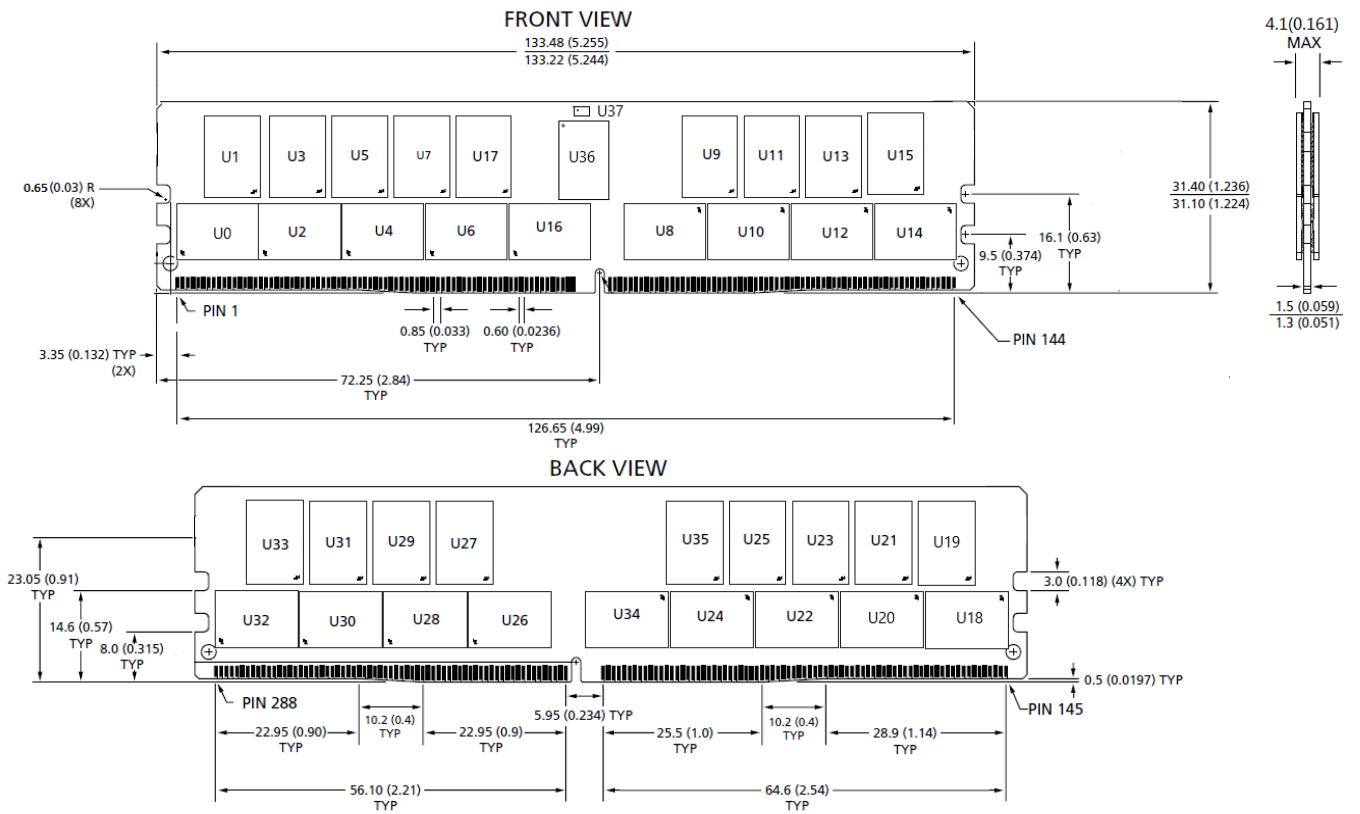 FRONT VIEW
133.48 (5.255)
133.22 (5.244)
4.1(0.161)
MAX
U37
U1 U3 U5 U7 U17 U36 U9 U11 U13 U15
0.65 (0.03) R
(8X)
31.40 (1.236)
31.10 (1.224)
U0 U2 U4 U6 U16 U8 U10 U12 U14
16.1 (0.63)
TYP
9.5 (0.374)
TYP
PIN 1
0.85 (0.033)
TYP
0.60 (0.0236)
TYP
1.5 (0.059)
1.3 (0.051)
PIN 144
3.35 (0.132) TYP
(2X)
72.25 (2.84)
TYP
126.65 (4.99)
TYP
BACK VIEW
U33 U31 U29 U27 U35 U25 U23 U21 U19
23.05 (0.91)
TYP
3.0 (0.118) (4X) TYP
U32 U30 U28 U26 U34 U24 U22 U20 U18
14.6 (0.57)
TYP
8.0 (0.315)
TYP
0.5 (0.0197) TYP
PIN 288
PIN 145
5.95 (0.234) TYP
22.95 (0.90)
TYP
10.2 (0.4)
TYP
22.95 (0.9)
TYP
25.5 (1.0)
TYP
10.2 (0.4)
TYP
28.9 (1.14)
TYP
56.10 (2.21)
TYP
64.6 (2.54)
TYP